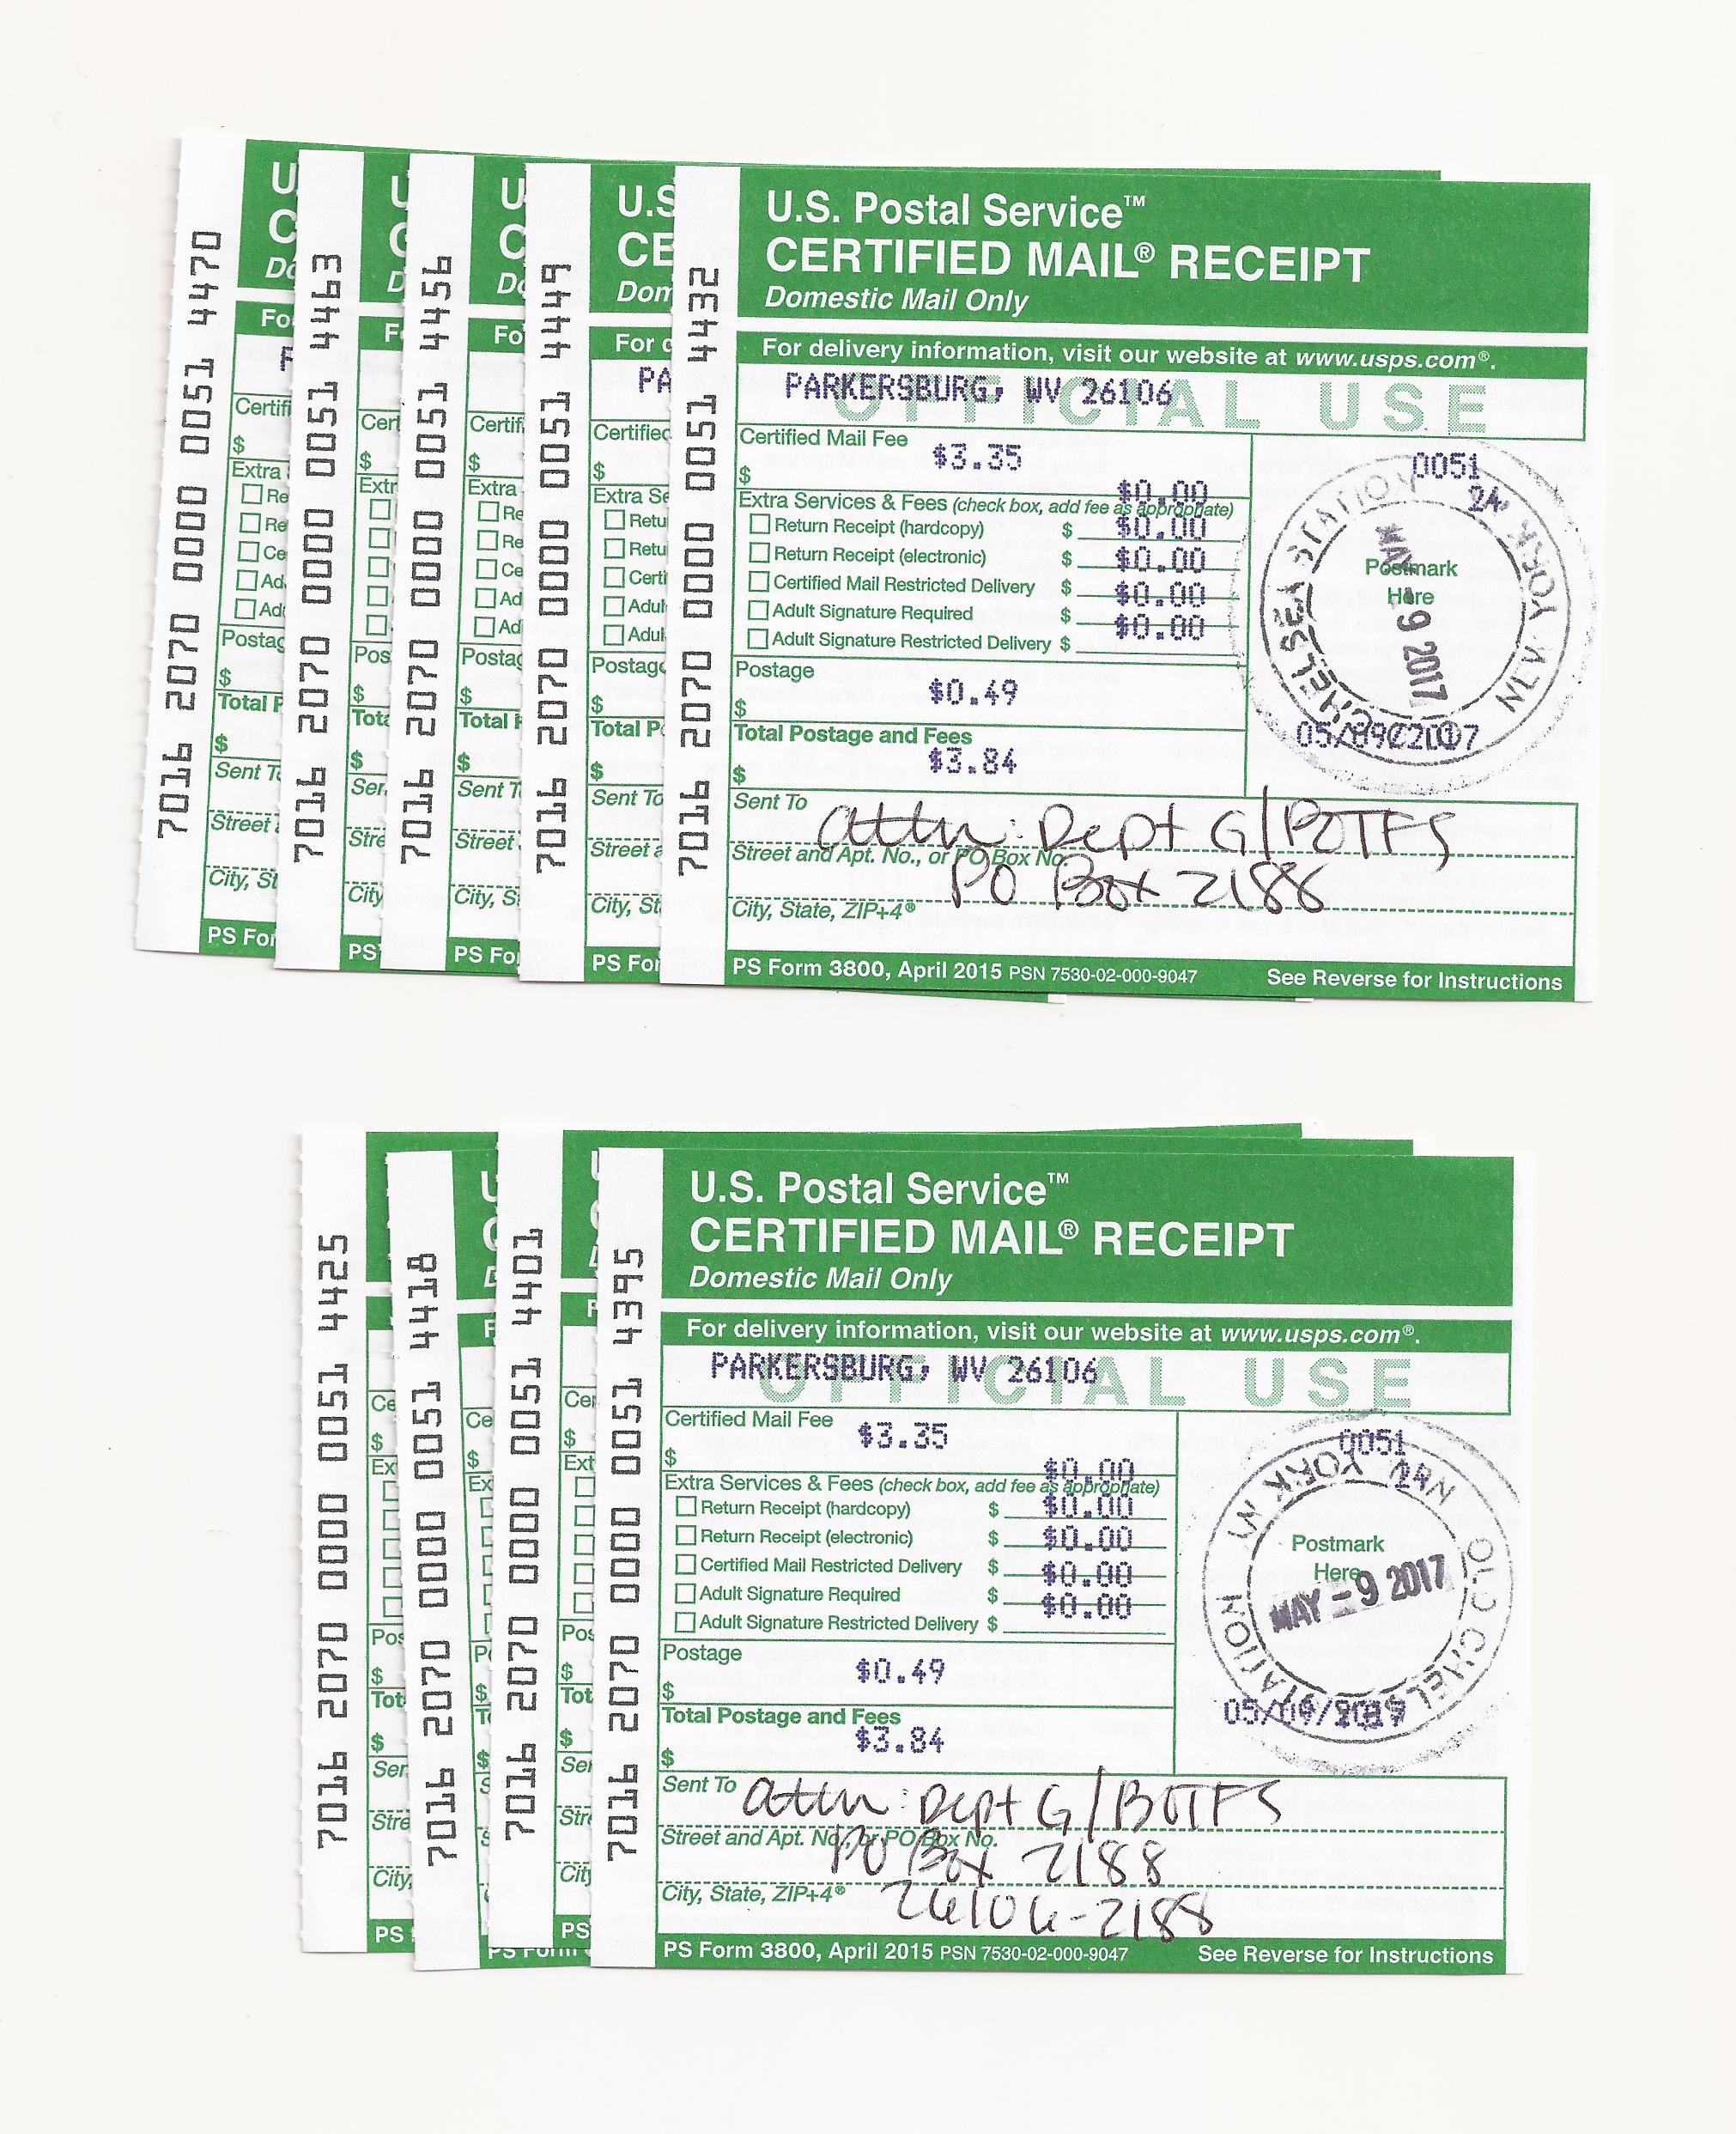 7016 2070 0000 0051 4470
7016 2070 0000 0051 4463
7016 2070 0000 0051 4456
7016 2070 0000 0051 4449
7016 2070 0000 0051 4432
U.S. Postal Service™
CERTIFIED MAIL® RECEIPT
Domestic Mail Only
For delivery information, visit our website at www.usps.com®.
OFFICIAL USE
PARKERSBURG, WV 26106
Certified Mail Fee
$3.35
$
$0.00
Extra Services & Fees (check box, add fee as appropriate)
Return Receipt (hardcopy) $ $0.00
Return Receipt (electronic) $ $0.00
Certified Mail Restricted Delivery $ $0.00
Adult Signature Required $ $0.00
Adult Signature Restricted Delivery $
Postage
$0.49
$
Total Postage and Fees
$3.84
$
0051
Postmark
Here
MAY -9 2017
OLD CHELSEA STATION
NEW YORK NY
05/09/2017
Sent To
attn: Dept G/BOTFS
Street and Apt. No., or PO Box No.
PO Box 2188
City, State, ZIP+4®
PS Form 3800, April 2015 PSN 7530-02-000-9047 See Reverse for Instructions
7016 2070 0000 0051 4425
7016 2070 0000 0051 4418
7016 2070 0000 0051 4401
7016 2070 0000 0051 4395
U.S. Postal Service™
CERTIFIED MAIL® RECEIPT
Domestic Mail Only
For delivery information, visit our website at www.usps.com®.
OFFICIAL USE
PARKERSBURG, WV 26106
Certified Mail Fee
$3.35
$
$0.00
Extra Services & Fees (check box, add fee as appropriate)
Return Receipt (hardcopy) $ $0.00
Return Receipt (electronic) $ $0.00
Certified Mail Restricted Delivery $ $0.00
Adult Signature Required $ $0.00
Adult Signature Restricted Delivery $
Postage
$0.49
$
Total Postage and Fees
$3.84
$
0051
Postmark
Here
MAY -9 2017
OLD CHELSEA STATION
NEW YORK NY
05/09/2017
Sent To
attn: Dept G/BOTFS
Street and Apt. No., or PO Box No.
PO Box 2188
City, State, ZIP+4®
26106-2188
PS Form 3800, April 2015 PSN 7530-02-000-9047 See Reverse for Instructions